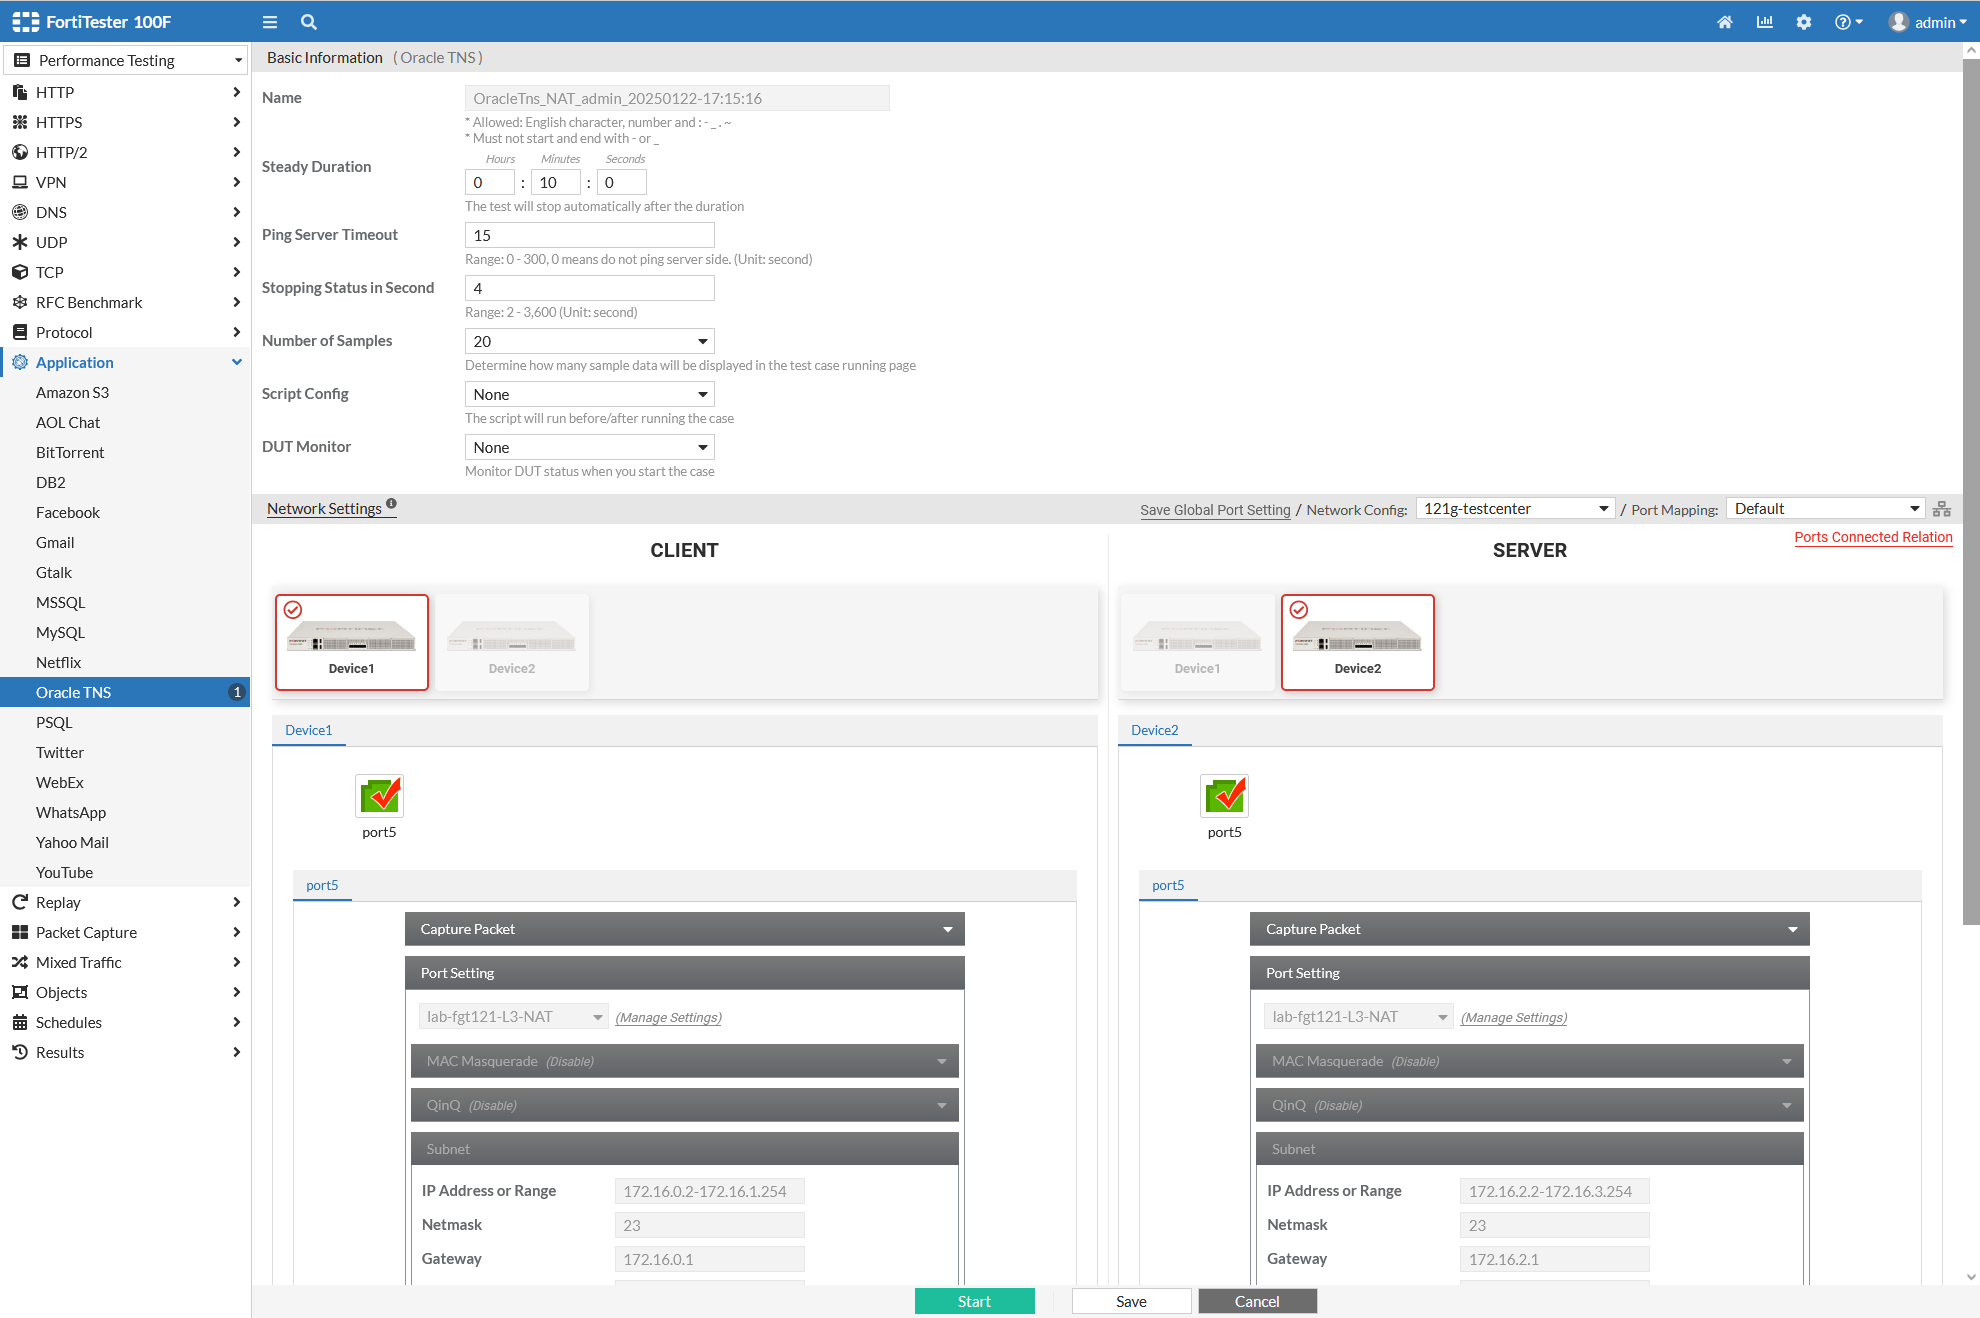 FortiTester 100F
admin
Performance Testing
HTTP
HTTPS
HTTP/2
VPN
DNS
UDP
TCP
RFC Benchmark
Protocol
Application
Amazon S3
AOL Chat
BitTorrent
DB2
Facebook
Gmail
Gtalk
MSSQL
MySQL
Netflix
Oracle TNS 1
PSQL
Twitter
WebEx
WhatsApp
Yahoo Mail
YouTube
Replay
Packet Capture
Mixed Traffic
Objects
Schedules
Results
Basic Information ( Oracle TNS )
Name OracleTns_NAT_admin_20250122-17:15:16
* Allowed: English character, number and : - _ . ~
* Must not start and end with - or _
Hours Minutes Seconds
Steady Duration 0 : 10 : 0
The test will stop automatically after the duration
Ping Server Timeout 15
Range: 0 - 300, 0 means do not ping server side. (Unit: second)
Stopping Status in Second 4
Range: 2 - 3,600 (Unit: second)
Number of Samples 20
Determine how many sample data will be displayed in the test case running page
Script Config None
The script will run before/after running the case
DUT Monitor None
Monitor DUT status when you start the case
Network Settings Save Global Port Setting / Network Config: 121g-testcenter / Port Mapping: Default
Ports Connected Relation
CLIENT
Device1 Device2
Device1
port5
port5
Capture Packet
Port Setting
lab-fgt121-L3-NAT (Manage Settings)
MAC Masquerade (Disable)
QinQ (Disable)
Subnet
IP Address or Range 172.16.0.2-172.16.1.254
Netmask 23
Gateway 172.16.0.1
SERVER
Device1 Device2
Device2
port5
port5
Capture Packet
Port Setting
lab-fgt121-L3-NAT (Manage Settings)
MAC Masquerade (Disable)
QinQ (Disable)
Subnet
IP Address or Range 172.16.2.2-172.16.3.254
Netmask 23
Gateway 172.16.2.1
Start Save Cancel